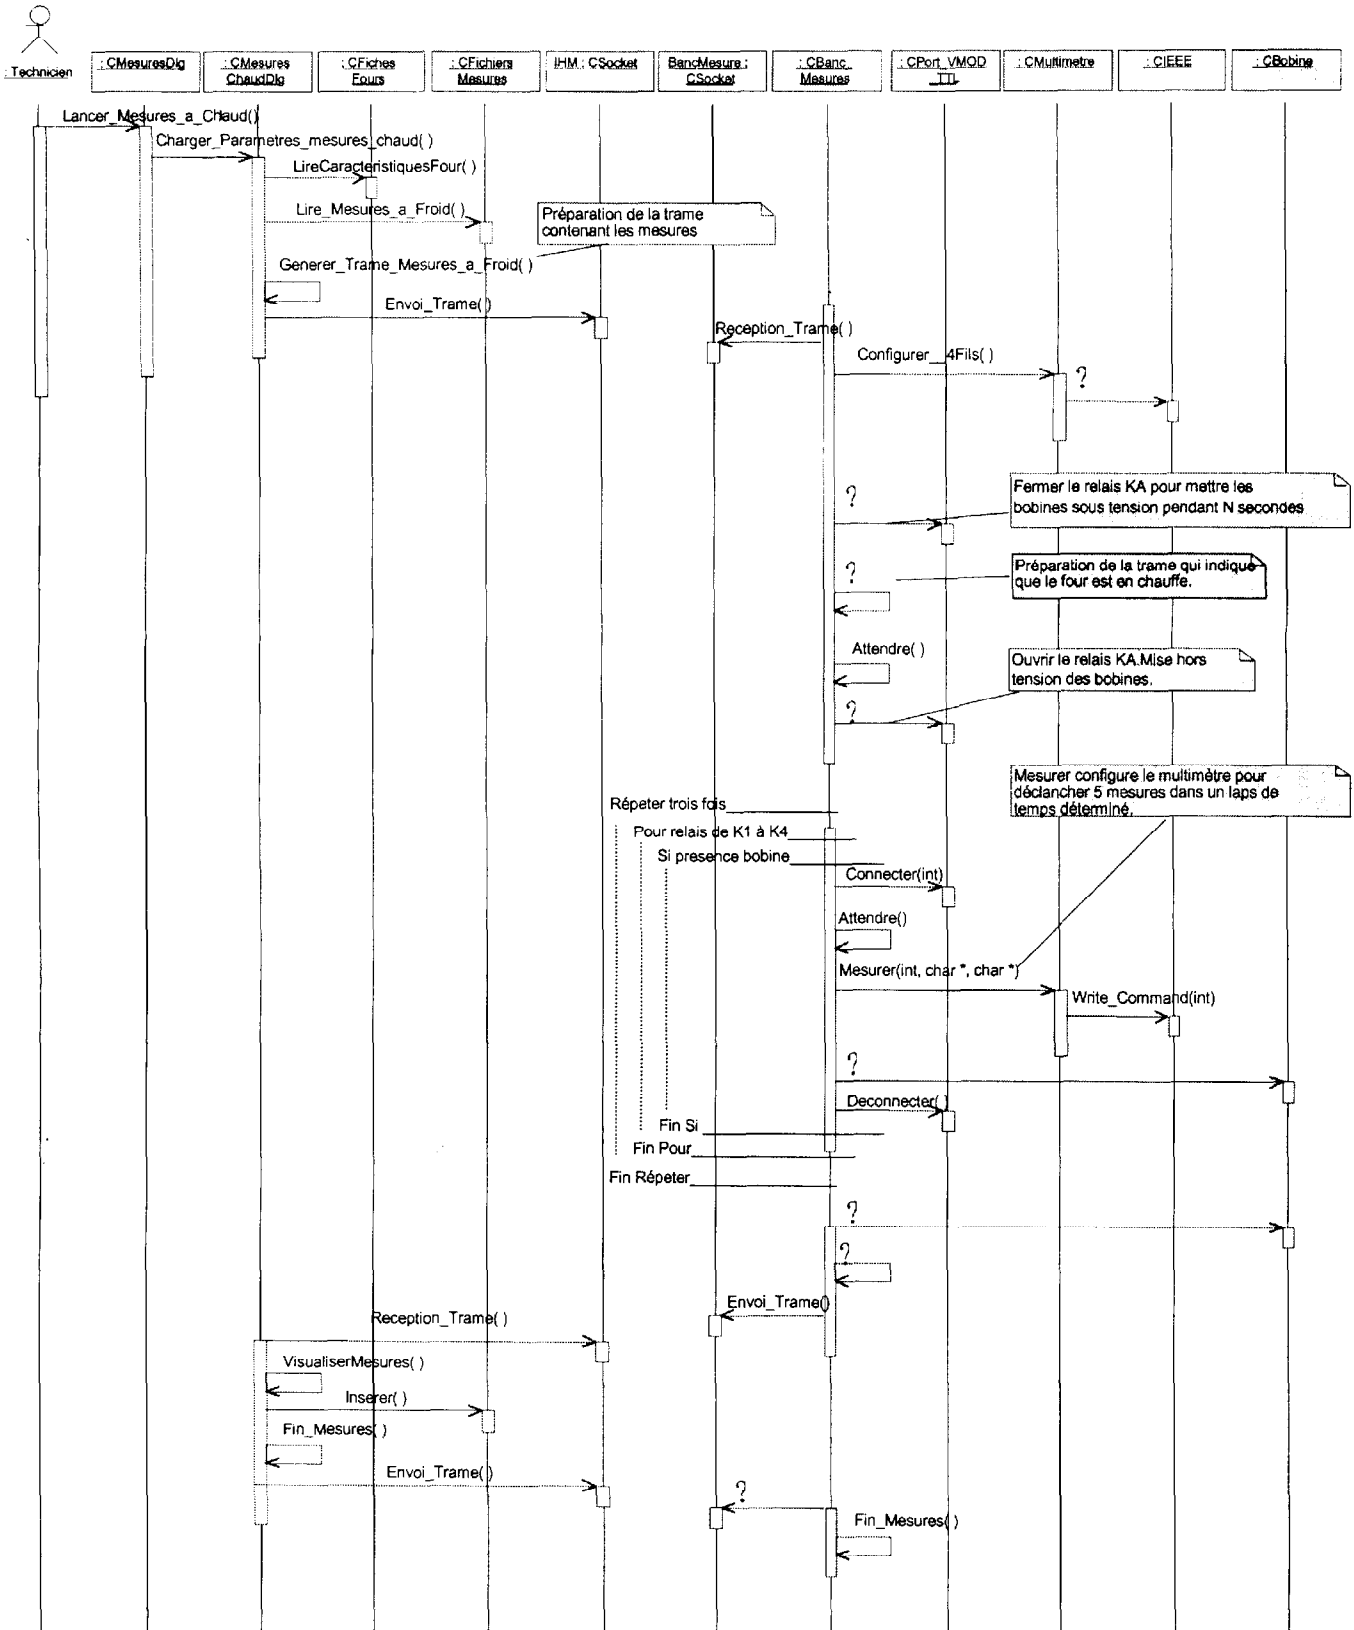 : Technicien
: CMesuresDlg
: CMesures
ChaudDlg
: CFiches
Fours
: CFichiers
Mesures
IHM : CSocket
BancMesure :
CSocket
: CBanc
Mesures
: CPort_VMOD
TTL
: CMultimetre
: CIEEE
: CBobine
Lancer_Mesures_a_Chaud()
Charger_Parametres_mesures_chaud( )
LireCaracteristiquesFour( )
Lire_Mesures_a_Froid( )
Préparation de la trame
contenant les mesures
Generer_Trame_Mesures_a_Froid( )
Envoi_Trame( )
Reception_Trame( )
Configurer__4Fils( )
?
?
Fermer le relais KA pour mettre les
bobines sous tension pendant N secondes
?
Préparation de la trame qui indique
que le four est en chauffe.
Attendre( )
Ouvrir le relais KA.Mise hors
tension des bobines.
?
Mesurer configure le multimètre pour
déclancher 5 mesures dans un laps de
temps déterminé.
Répeter trois fois
Pour relais de K1 à K4
Si presence bobine
Connecter(int)
Attendre()
Mesurer(int, char *, char *)
Write_Command(int)
?
Deconnecter( )
Fin Si
Fin Pour
Fin Répeter
?
?
Envoi_Trame()
Reception_Trame( )
VisualiserMesures( )
Inserer( )
Fin_Mesures( )
Envoi_Trame( )
?
Fin_Mesures( )